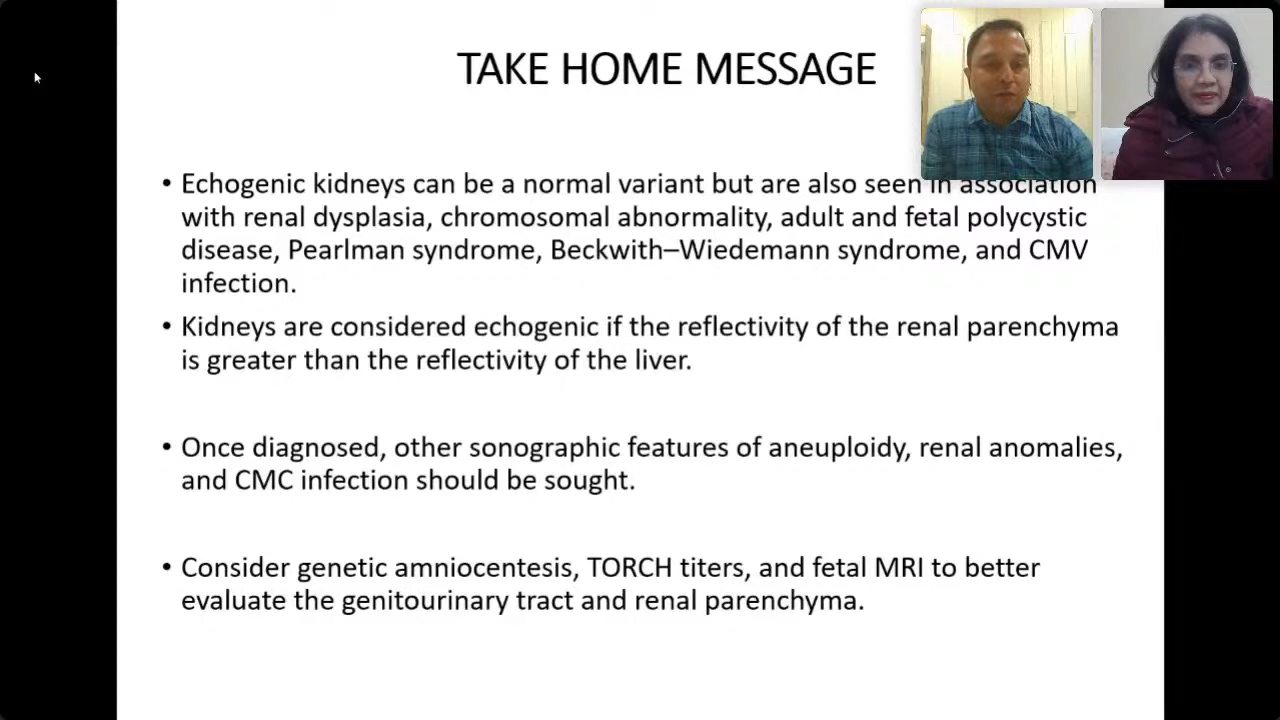 TAKE HOME MESSAGE
• Echogenic kidneys can be a normal variant but are also seen in association
with renal dysplasia, chromosomal abnormality, adult and fetal polycystic
disease, Pearlman syndrome, Beckwith–Wiedemann syndrome, and CMV
infection.
• Kidneys are considered echogenic if the reflectivity of the renal parenchyma
is greater than the reflectivity of the liver.
• Once diagnosed, other sonographic features of aneuploidy, renal anomalies,
and CMC infection should be sought.
• Consider genetic amniocentesis, TORCH titers, and fetal MRI to better
evaluate the genitourinary tract and renal parenchyma.